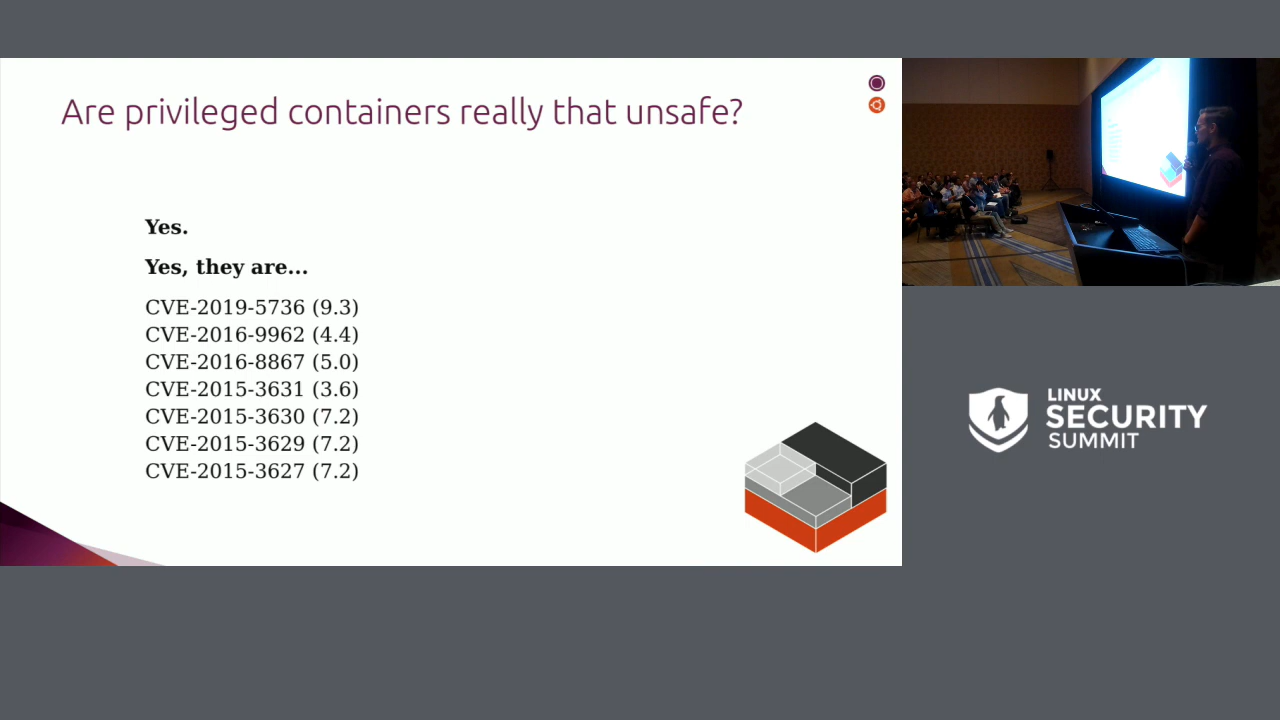 Are privileged containers really that unsafe?
Yes.
Yes, they are...
CVE-2019-5736 (9.3)
CVE-2016-9962 (4.4)
CVE-2016-8867 (5.0)
CVE-2015-3631 (3.6)
CVE-2015-3630 (7.2)
CVE-2015-3629 (7.2)
CVE-2015-3627 (7.2)
LINUX
SECURITY
SUMMIT